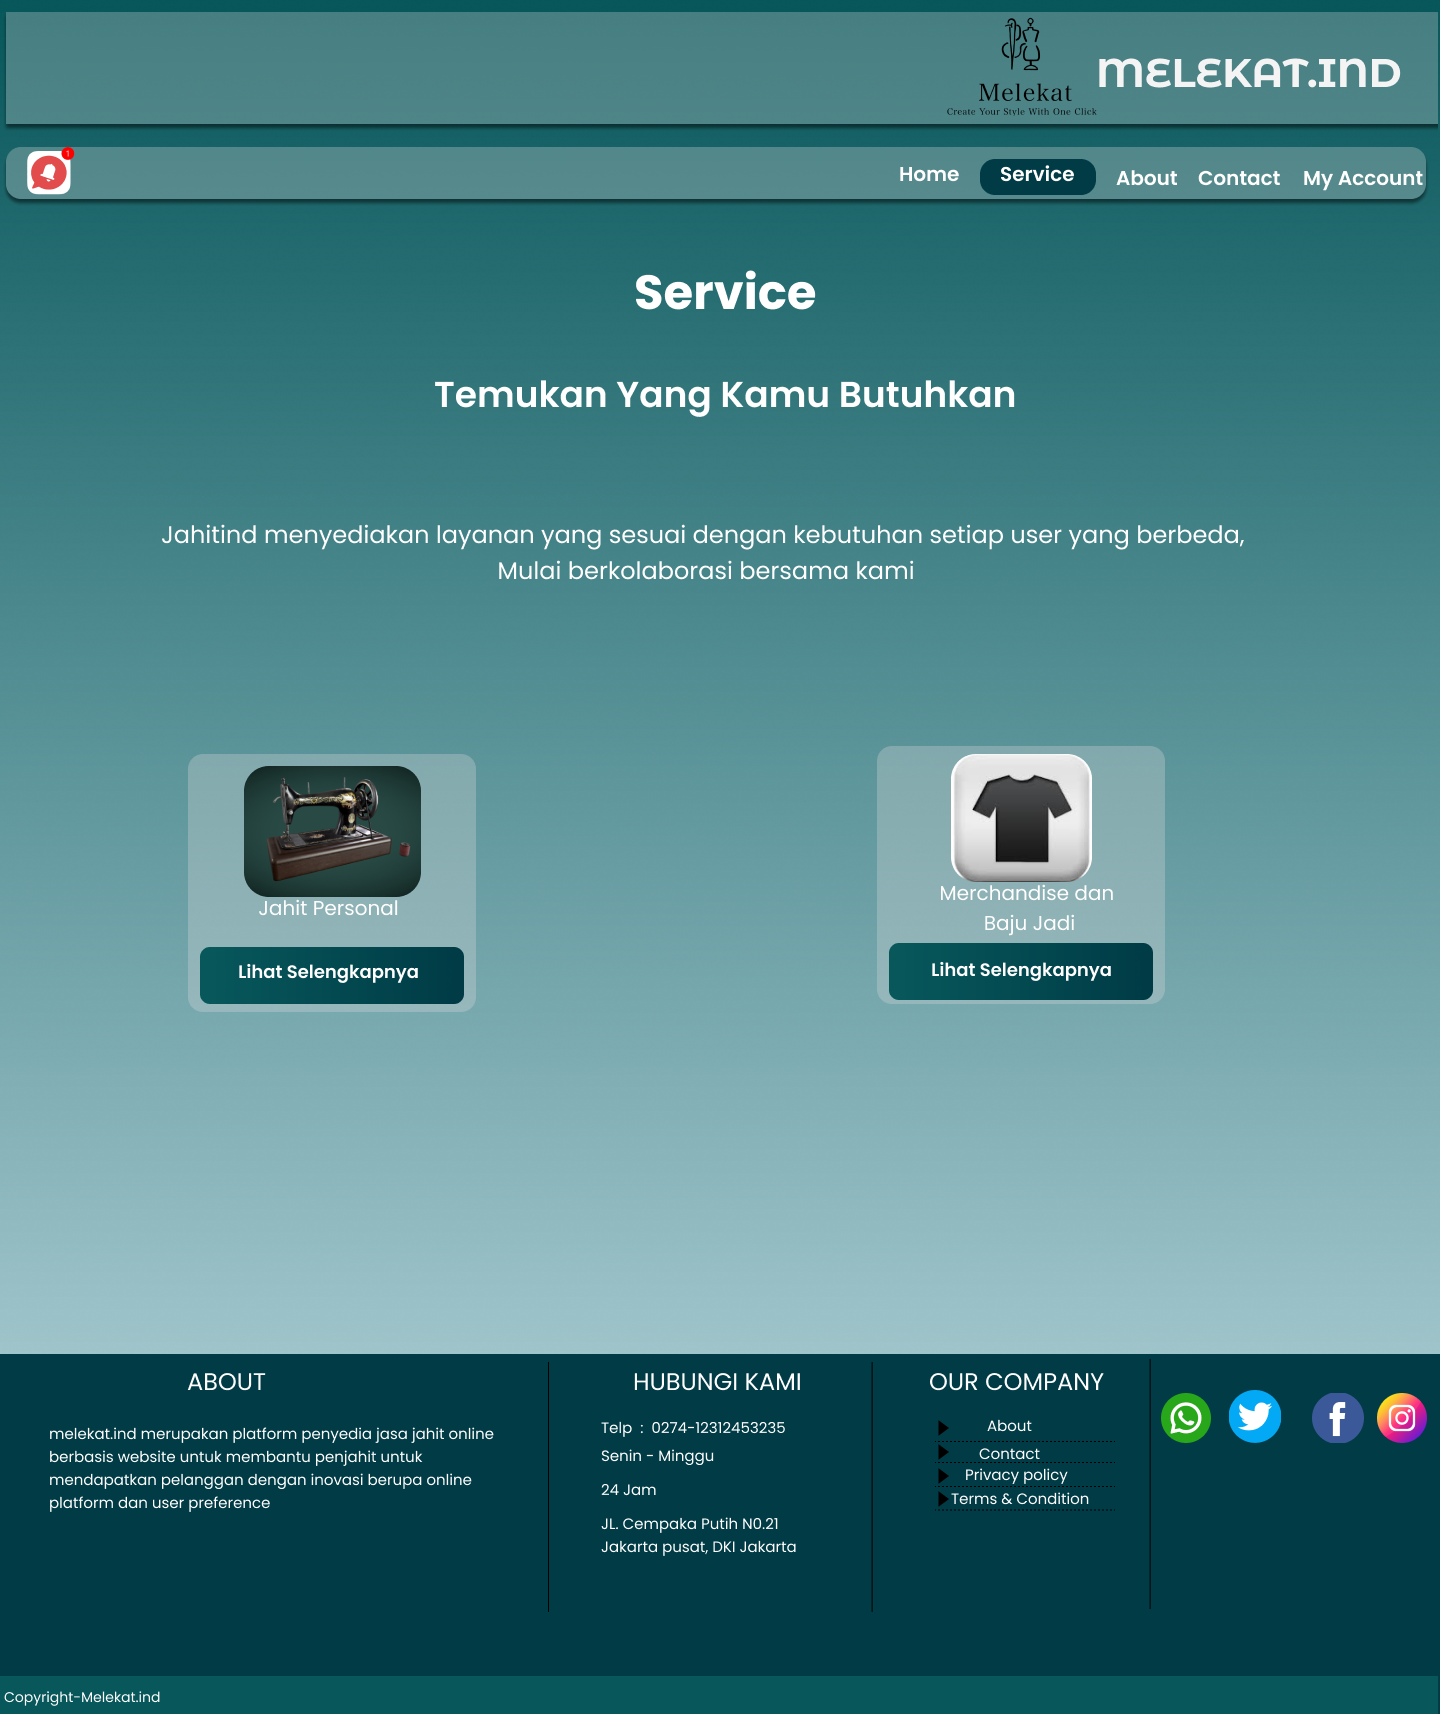 Melekat
Create Your Style With One Click
MELEKAT.IND
1
Home
Service
About
Contact
My Account
Service
Temukan Yang Kamu Butuhkan
Jahitind menyediakan layanan yang sesuai dengan kebutuhan setiap user yang berbeda,
Mulai berkolaborasi bersama kami
Jahit Personal
Lihat Selengkapnya
Merchandise dan
Baju Jadi
Lihat Selengkapnya
ABOUT
melekat.ind merupakan platform penyedia jasa jahit online
berbasis website untuk membantu penjahit untuk
mendapatkan pelanggan dengan inovasi berupa online
platform dan user preference
HUBUNGI KAMI
Telp : 0274-12312453235
Senin - Minggu
24 Jam
JL. Cempaka Putih N0.21
Jakarta pusat, DKI Jakarta
OUR COMPANY
About
Contact
Privacy policy
Terms & Condition
Copyright-Melekat.ind